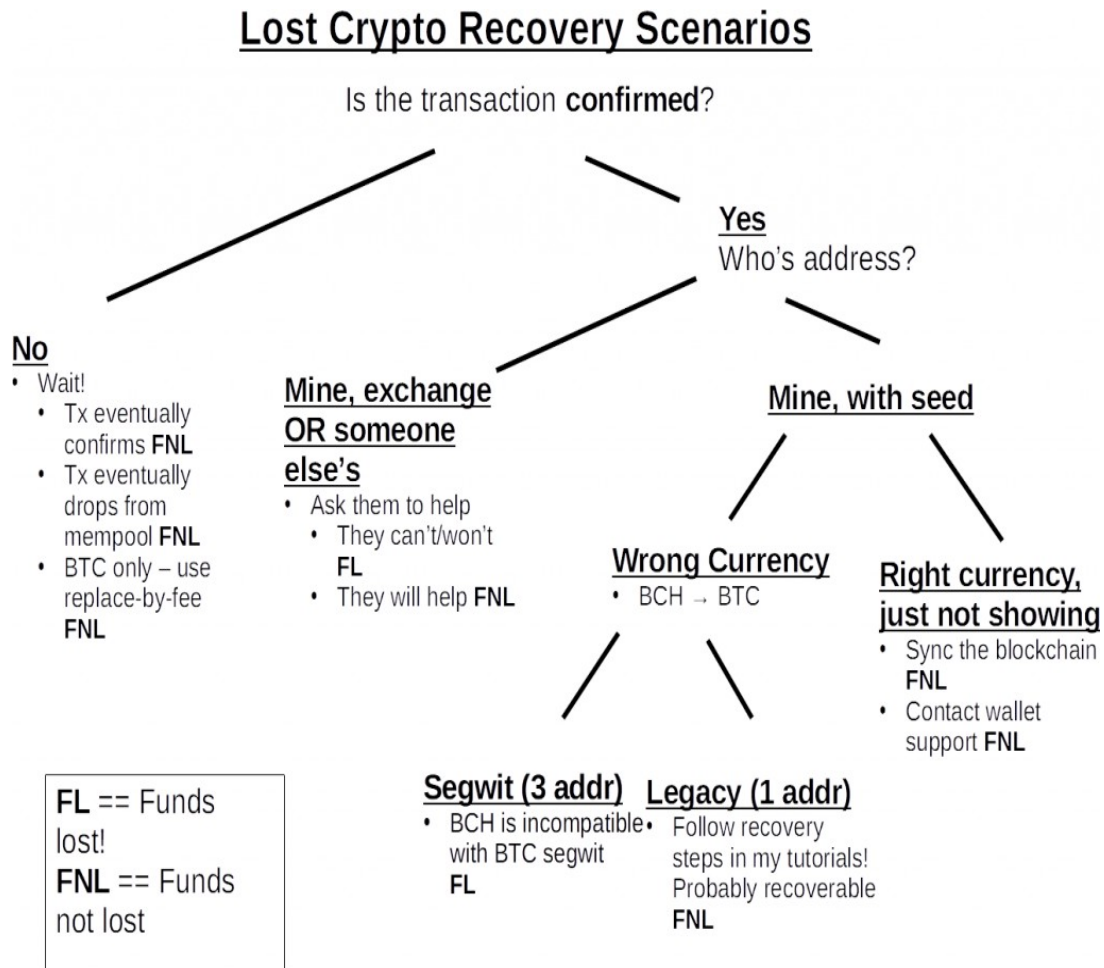 Lost Crypto Recovery Scenarios
Is the transaction confirmed?
Yes
Who's address?
No
• Wait!
• Tx eventually
confirms FNL
• Tx eventually
drops from
mempool FNL
• BTC only – use
replace-by-fee
FNL
Mine, exchange
OR someone
else's
• Ask them to help
• They can't/won't
FL
• They will help FNL
Mine, with seed
Wrong Currency
• BCH → BTC
Right currency,
just not showing
• Sync the blockchain
FNL
• Contact wallet
support FNL
Segwit (3 addr)
• BCH is incompatible
with BTC segwit
FL
Legacy (1 addr)
• Follow recovery
steps in my tutorials!
Probably recoverable
FNL
FL == Funds
lost!
FNL == Funds
not lost